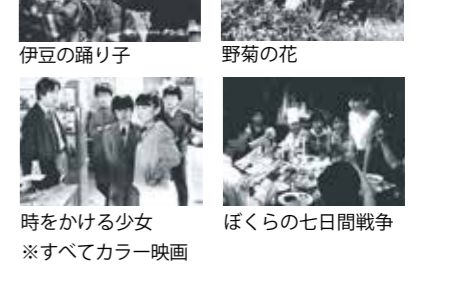 伊豆の踊り子
野菊の花
時をかける少女
ぼくらの七日間戦争
※すべてカラー映画